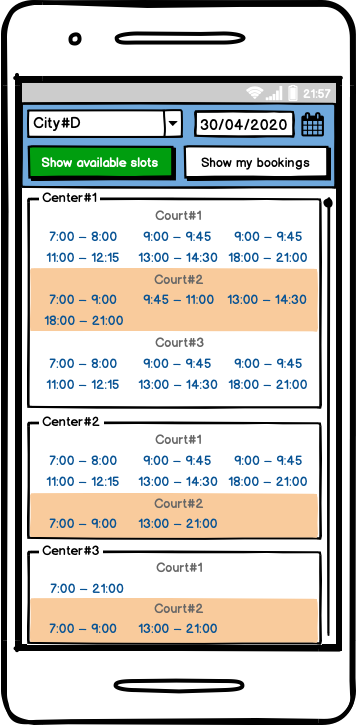 21:57
City#D 30/04/2020
Show available slots Show my bookings
Center#1
Court#1
7:00 – 8:00 9:00 – 9:45 9:00 – 9:45
11:00 – 12:15 13:00 – 14:30 18:00 – 21:00
Court#2
7:00 – 9:00 9:45 – 11:00 13:00 – 14:30
18:00 – 21:00
Court#3
7:00 – 8:00 9:00 – 9:45 9:00 – 9:45
11:00 – 12:15 13:00 – 14:30 18:00 – 21:00
Center#2
Court#1
7:00 – 8:00 9:00 – 9:45 9:00 – 9:45
11:00 – 12:15 13:00 – 14:30 18:00 – 21:00
Court#2
7:00 – 9:00 13:00 – 21:00
Center#3
Court#1
7:00 – 21:00
Court#2
7:00 – 9:00 13:00 – 21:00